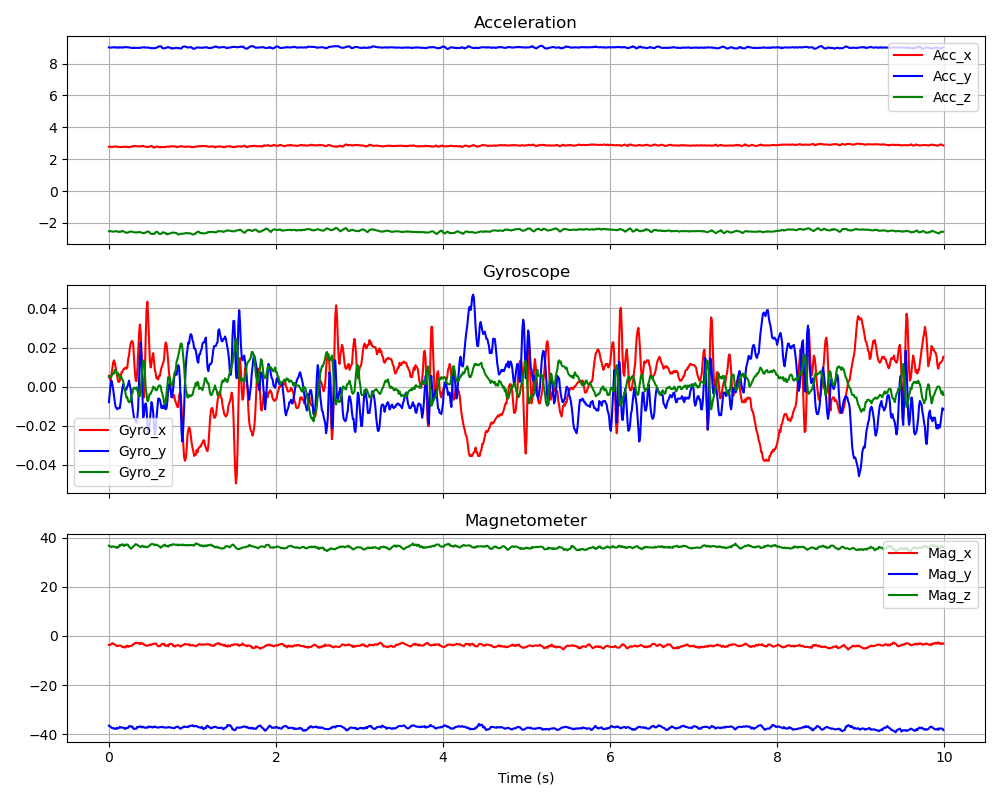 Acceleration
8
6
4
2
0
−2
Acc_x
Acc_y
Acc_z
Gyroscope
0.04
0.02
0.00
−0.02
−0.04
Gyro_x
Gyro_y
Gyro_z
Magnetometer
40
20
0
−20
−40
Mag_x
Mag_y
Mag_z
0 2 4 6 8 10
Time (s)